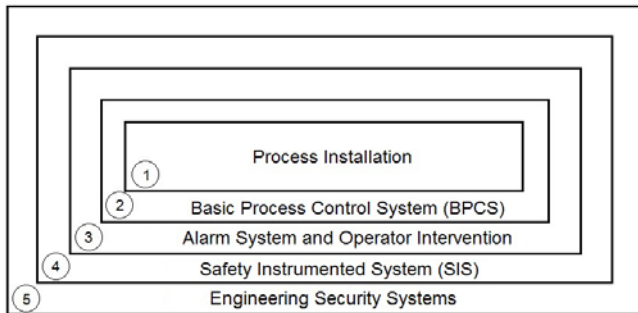 Process Installation
1
2
Basic Process Control System (BPCS)
3
Alarm System and Operator Intervention
4
Safety Instrumented System (SIS)
5
Engineering Security Systems